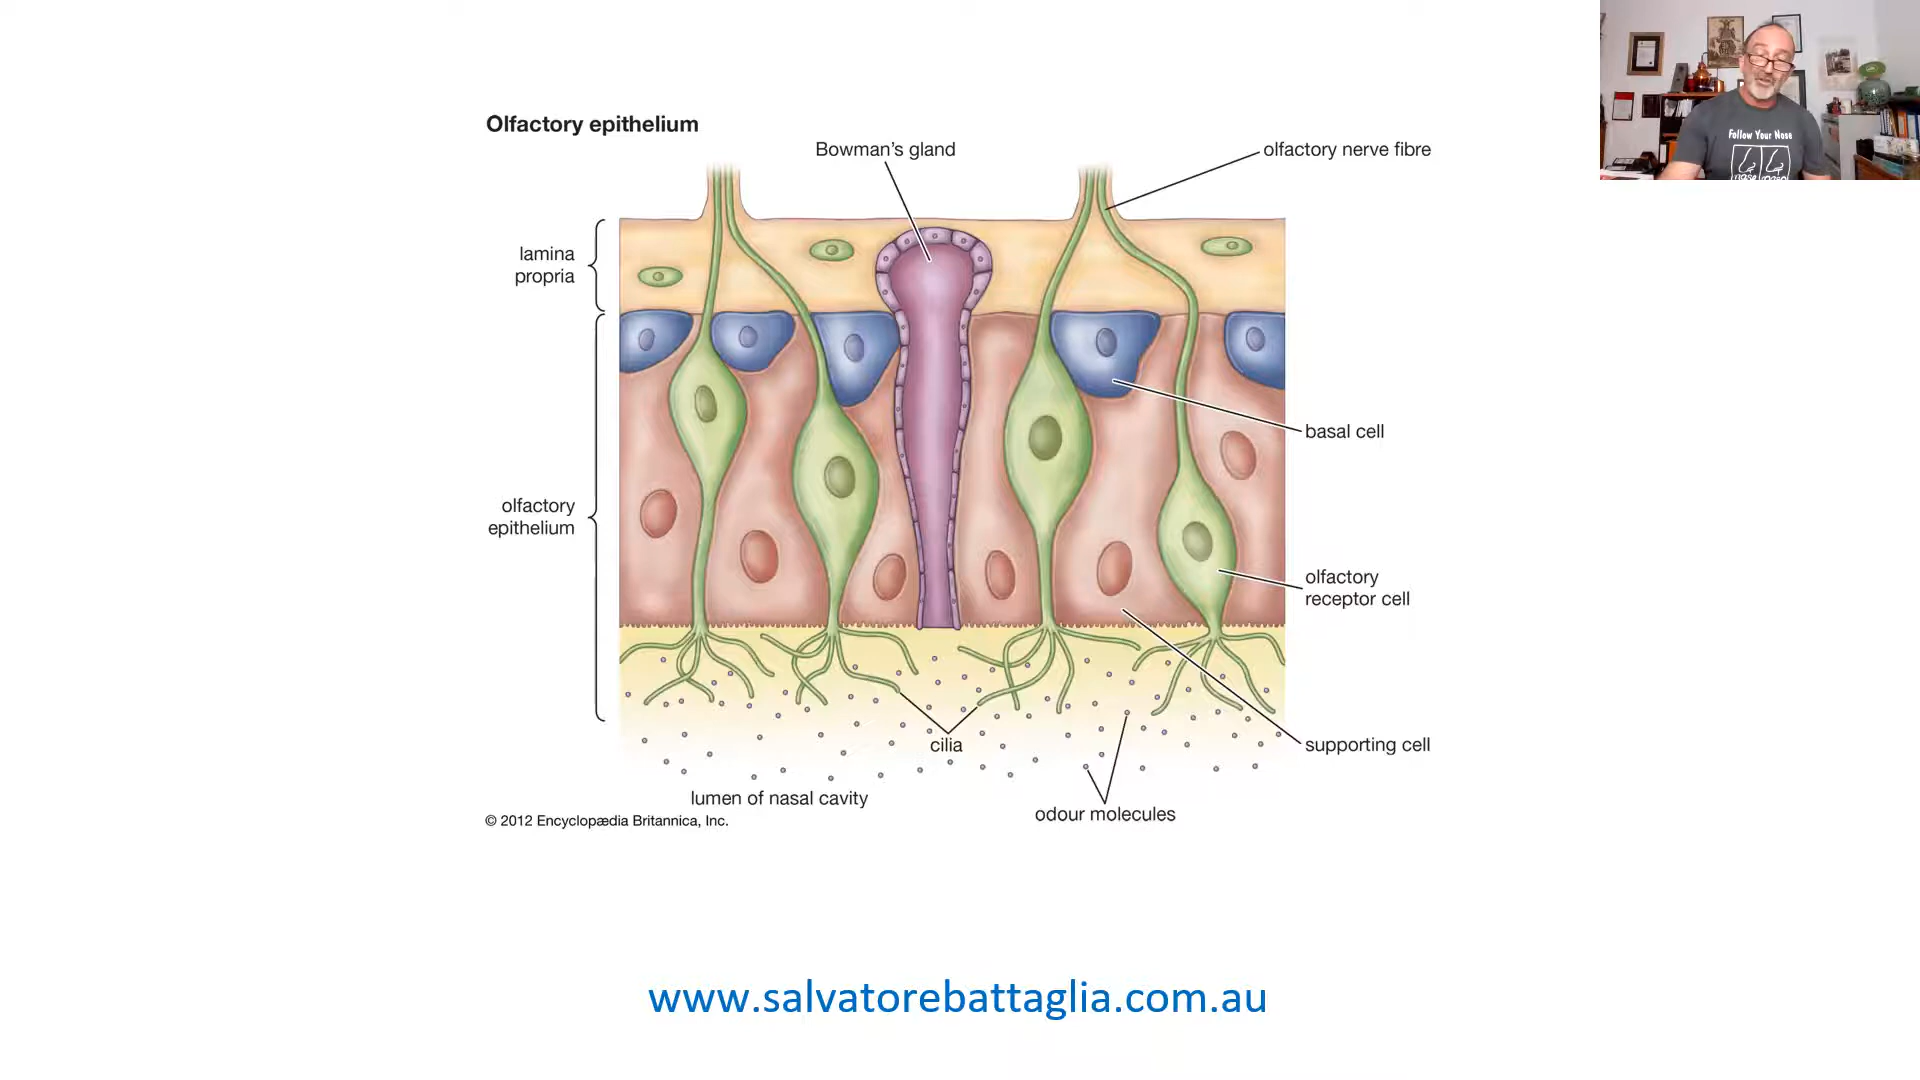 Olfactory epithelium
Bowman's gland
olfactory nerve fibre
lamina
propria
basal cell
olfactory
epithelium
olfactory
receptor cell
cilia
supporting cell
lumen of nasal cavity
odour molecules
© 2012 Encyclopædia Britannica, Inc.
www.salvatorebattaglia.com.au
Follow Your Nose